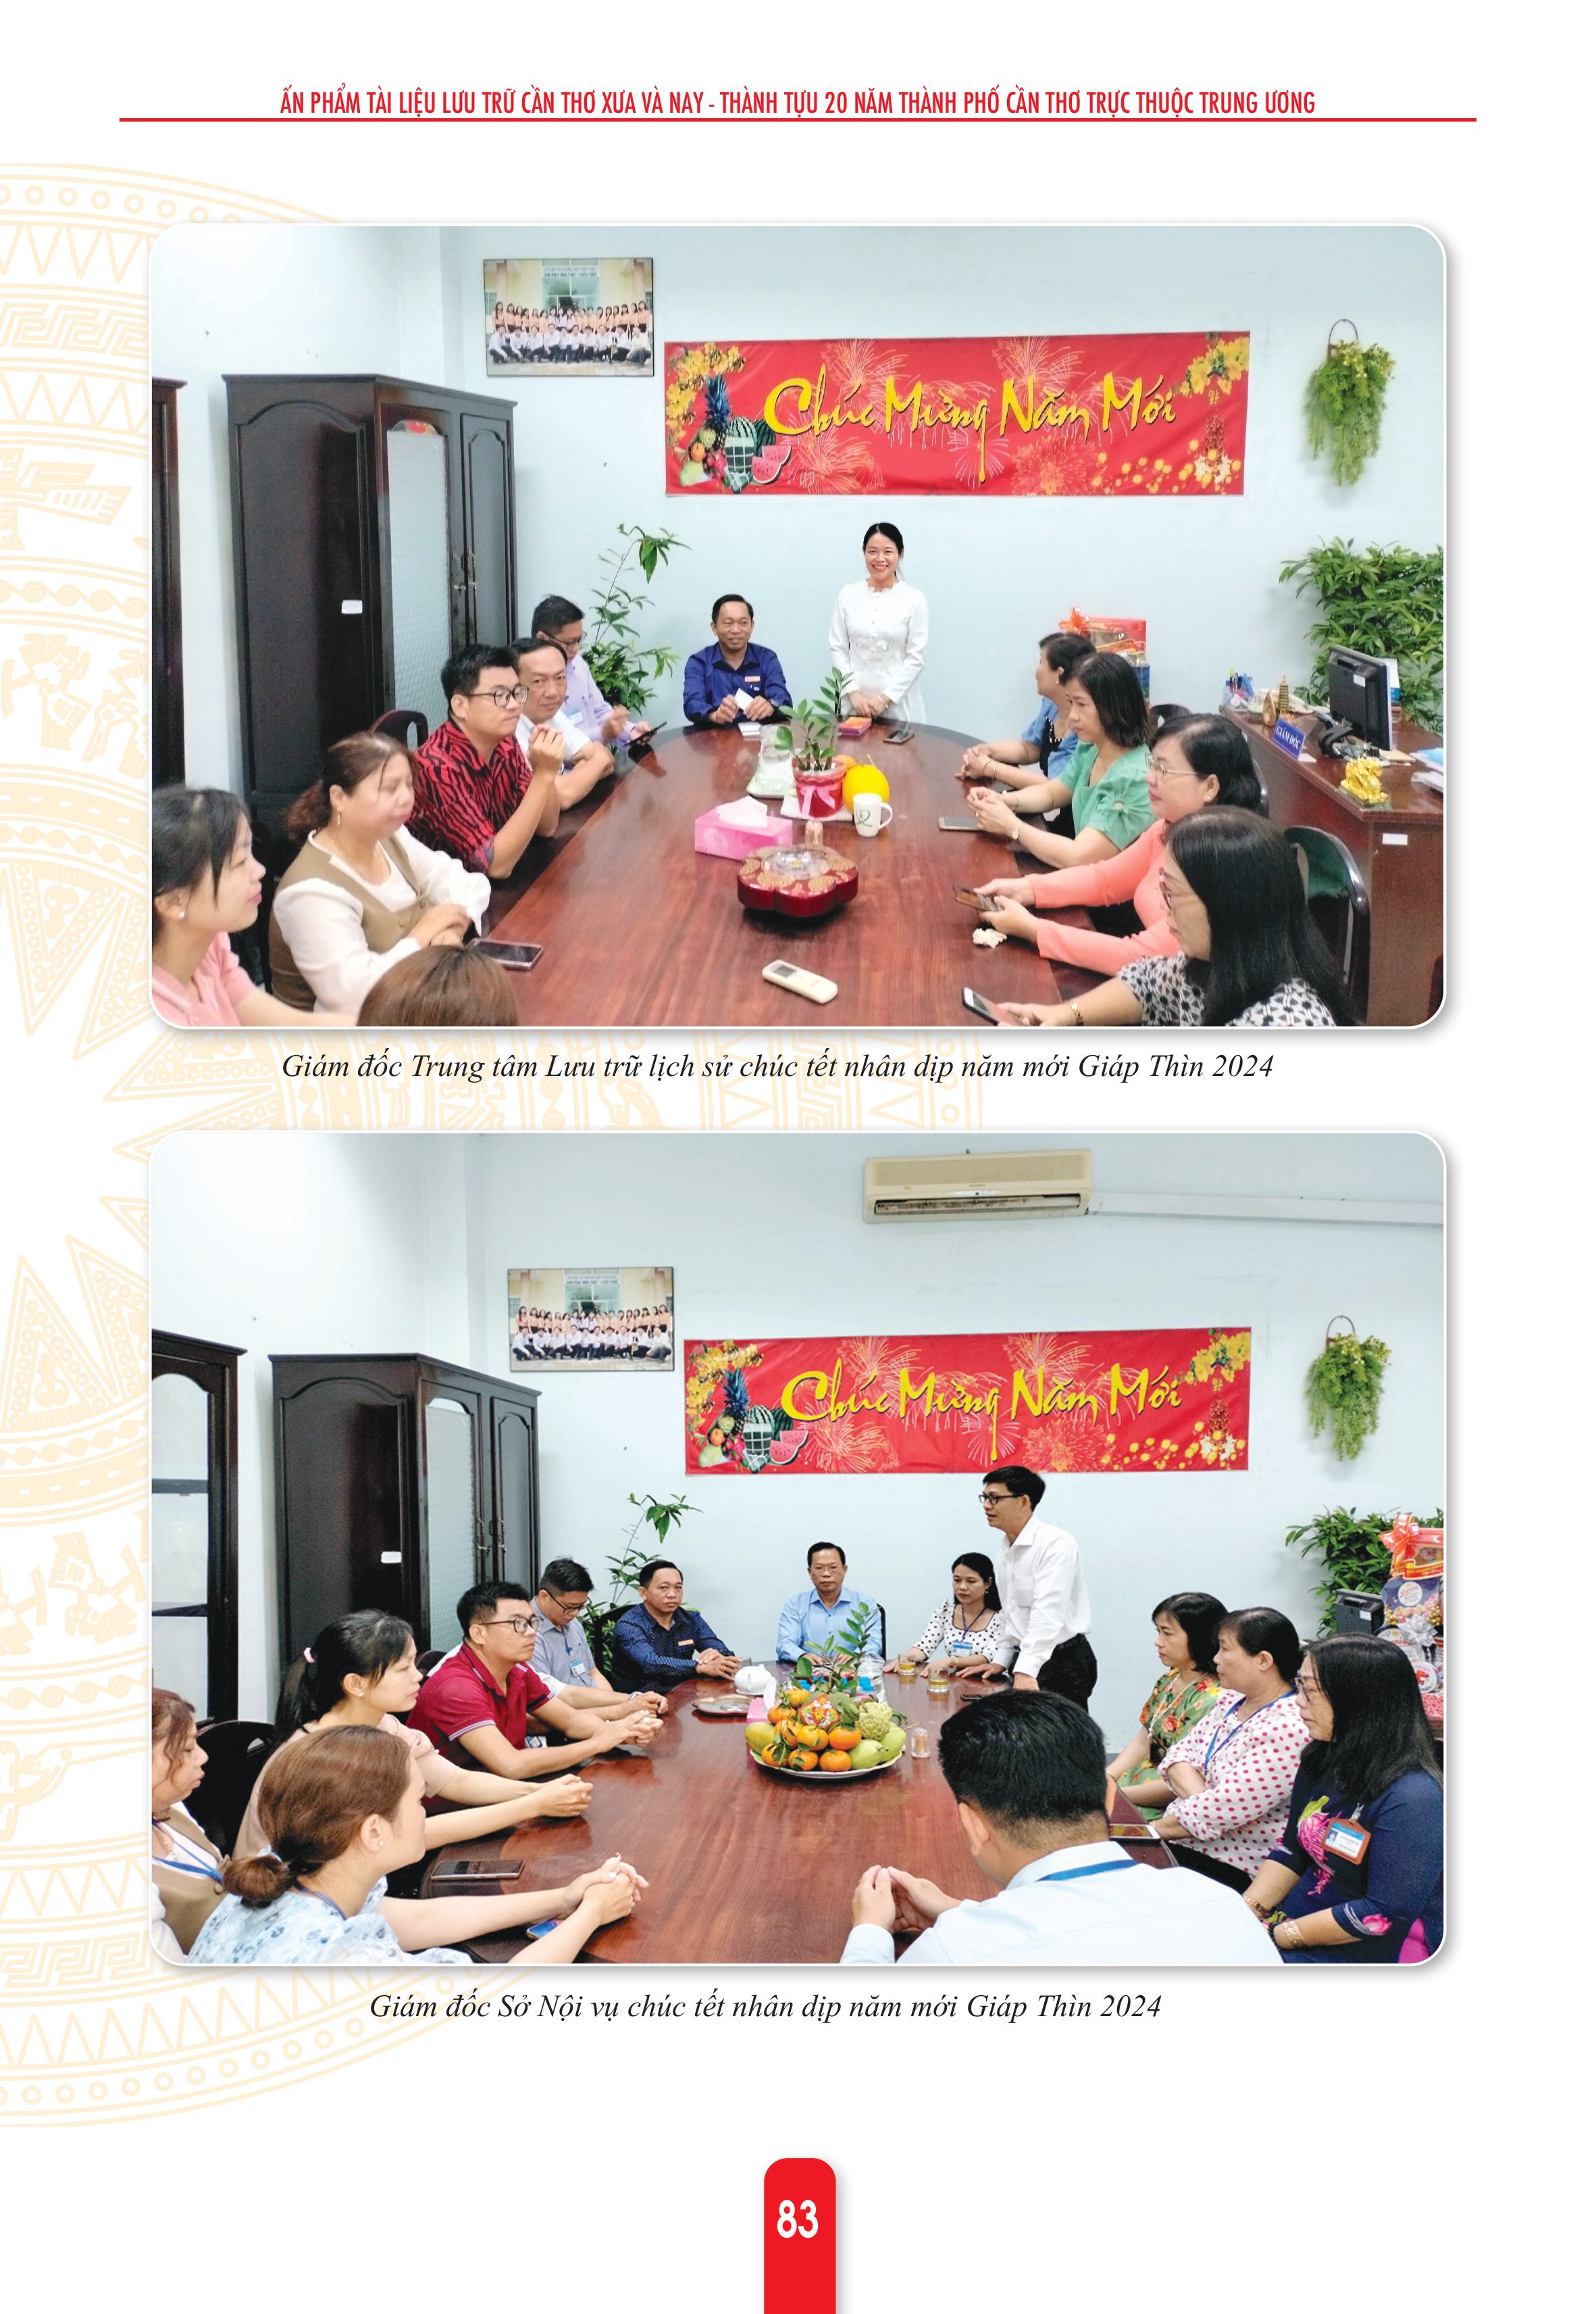 ẤN PHẨM TÀI LIỆU LƯU TRỮ CẦN THƠ XƯA VÀ NAY - THÀNH TỰU 20 NĂM THÀNH PHỐ CẦN THƠ TRỰC THUỘC TRUNG ƯƠNG
Chúc Mừng Năm Mới
GIÁM ĐỐC
Giám đốc Trung tâm Lưu trữ lịch sử chúc tết nhân dịp năm mới Giáp Thìn 2024
Chúc Mừng Năm Mới
Giám đốc Sở Nội vụ chúc tết nhân dịp năm mới Giáp Thìn 2024
83